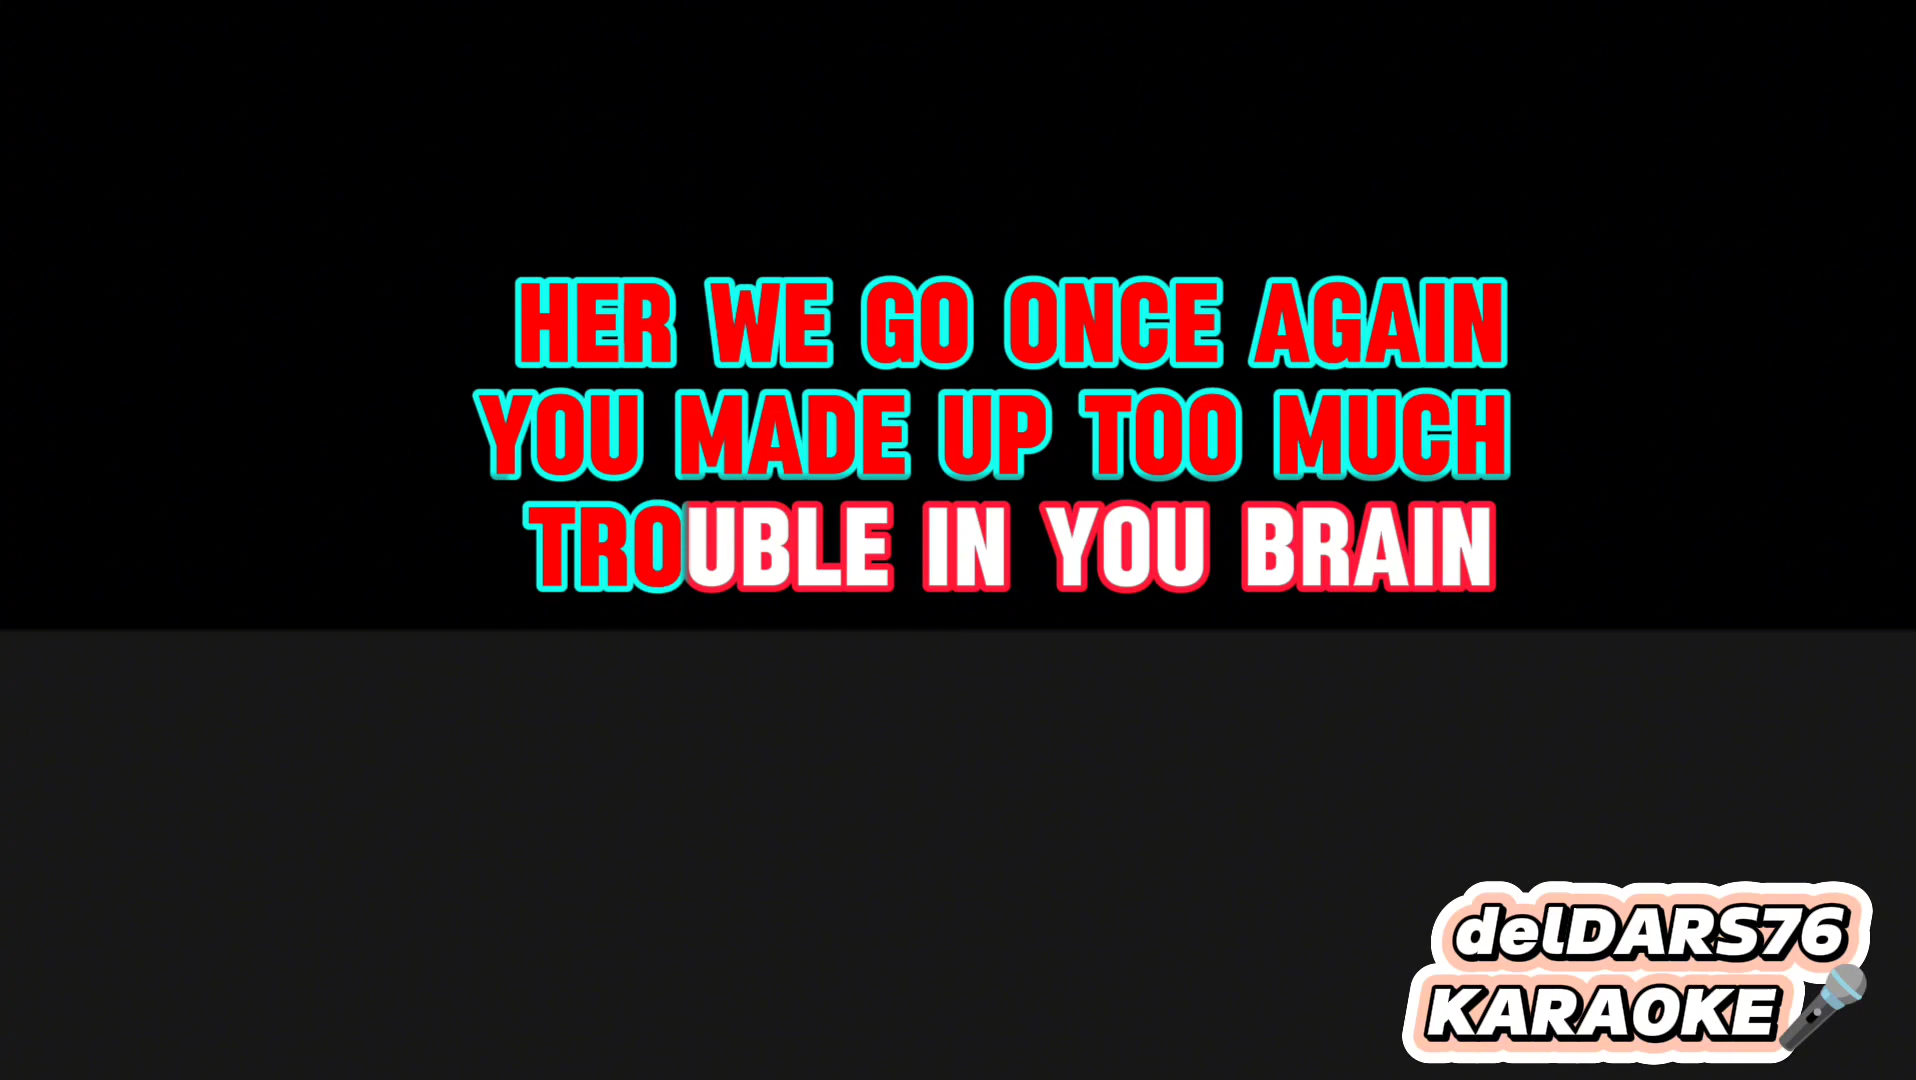 HER WE GO ONCE AGAIN
YOU MADE UP TOO MUCH
TROUBLE IN YOU BRAIN
delDARS76
KARAOKE